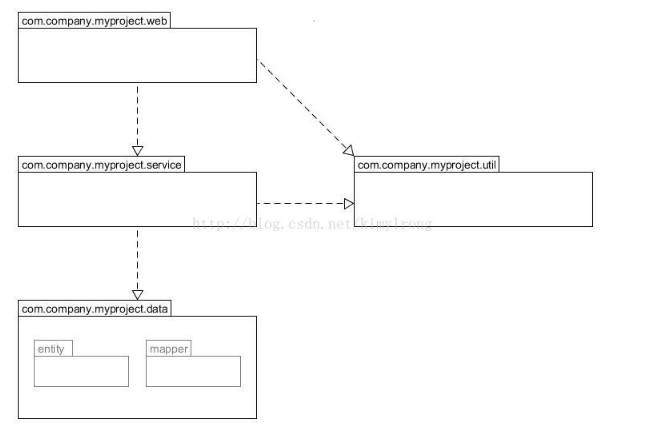 com.company.myproject.web
com.company.myproject.service
com.company.myproject.util
http://blog.csdn.net/kimylrong
com.company.myproject.data
entity
mapper